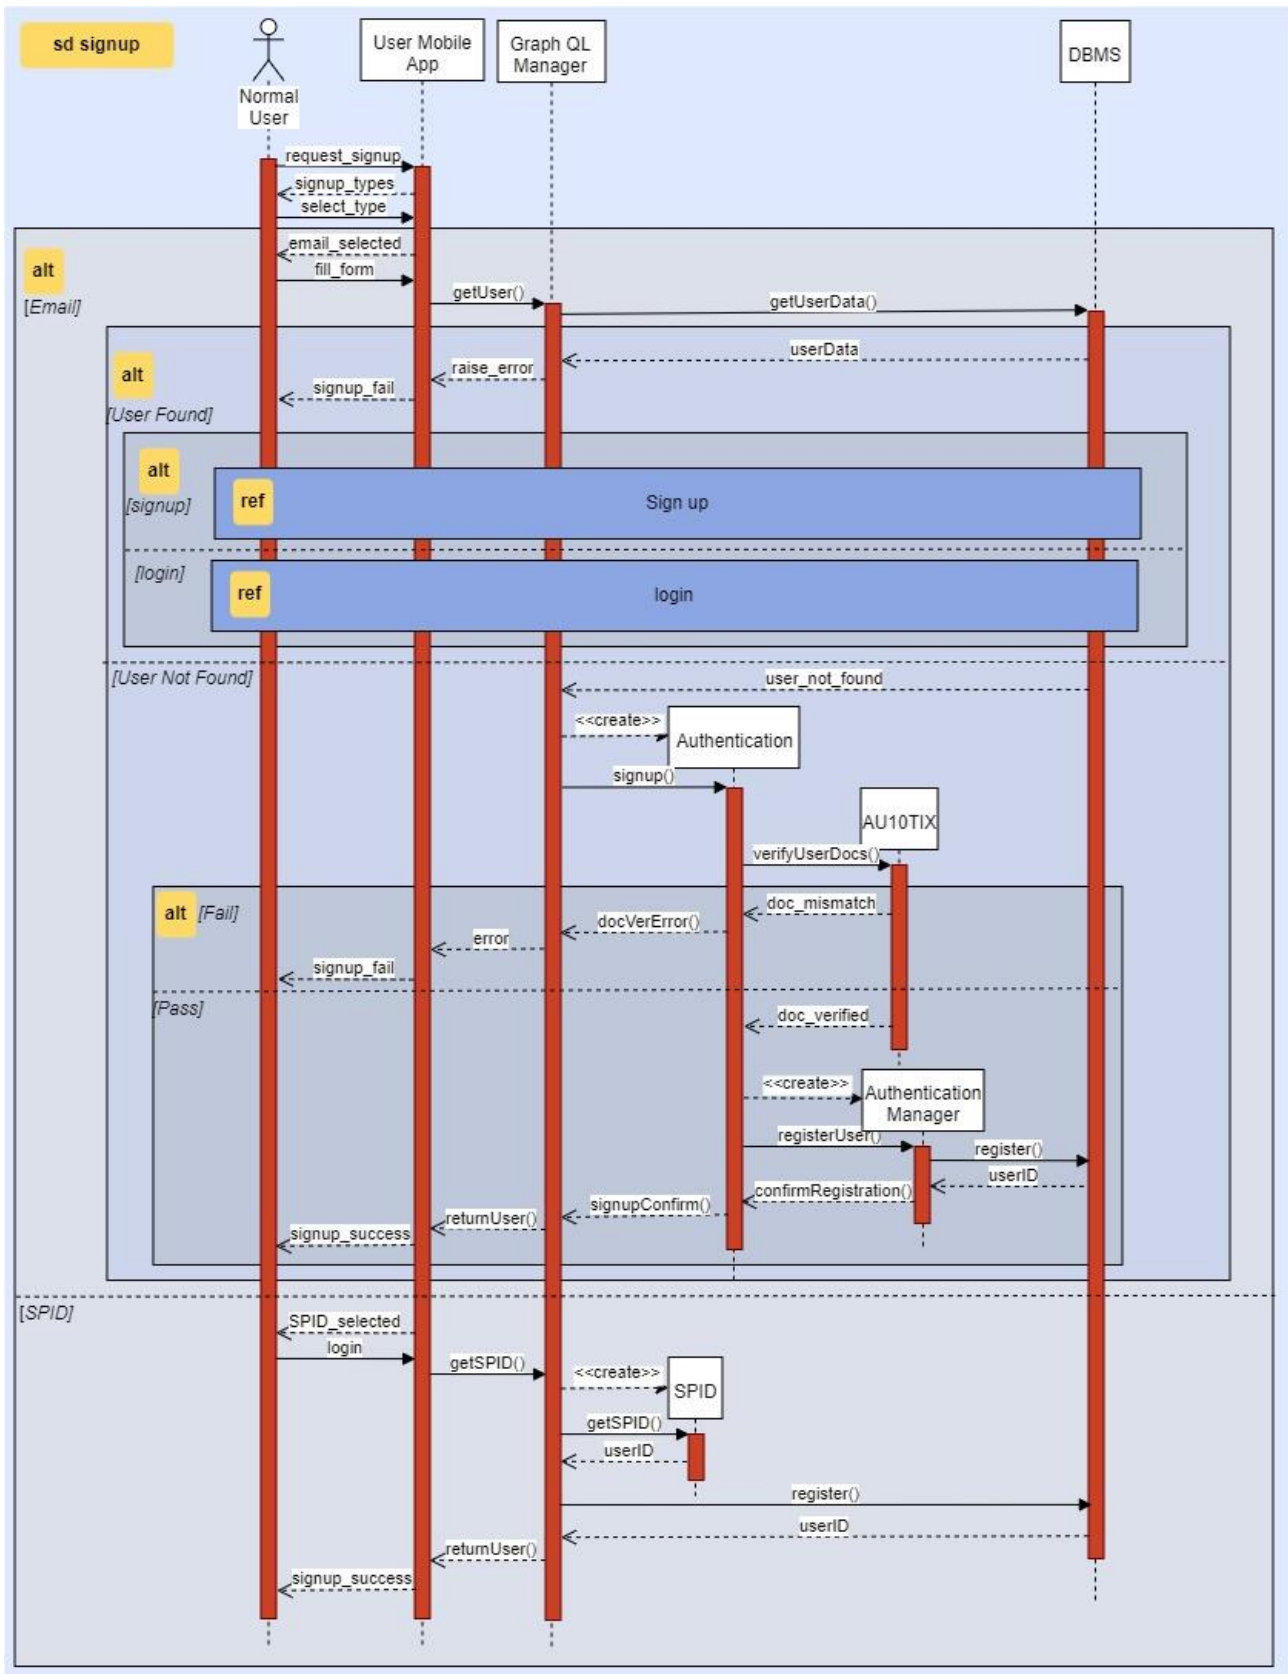 sd signup
User Mobile
App
Graph QL
Manager
DBMS
Normal
User
request_signup
signup_types
select_type
email_selected
alt
fill_form
[Email]
getUser()
getUserData()
userData
alt
raise_error
signup_fail
[User Found]
alt
[signup]
ref
Sign up
[login]
ref
login
[User Not Found]
user_not_found
<<create>>
Authentication
signup()
AU10TIX
verifyUserDocs()
alt
[Fail]
doc_mismatch
docVerError()
error
signup_fail
[Pass]
doc_verified
<<create>>
Authentication
Manager
registerUser()
register()
userID
confirmRegistration()
signupConfirm()
returnUser()
signup_success
[SPID]
SPID_selected
login
getSPID()
<<create>>
SPID
getSPID()
userID
register()
userID
returnUser()
signup_success